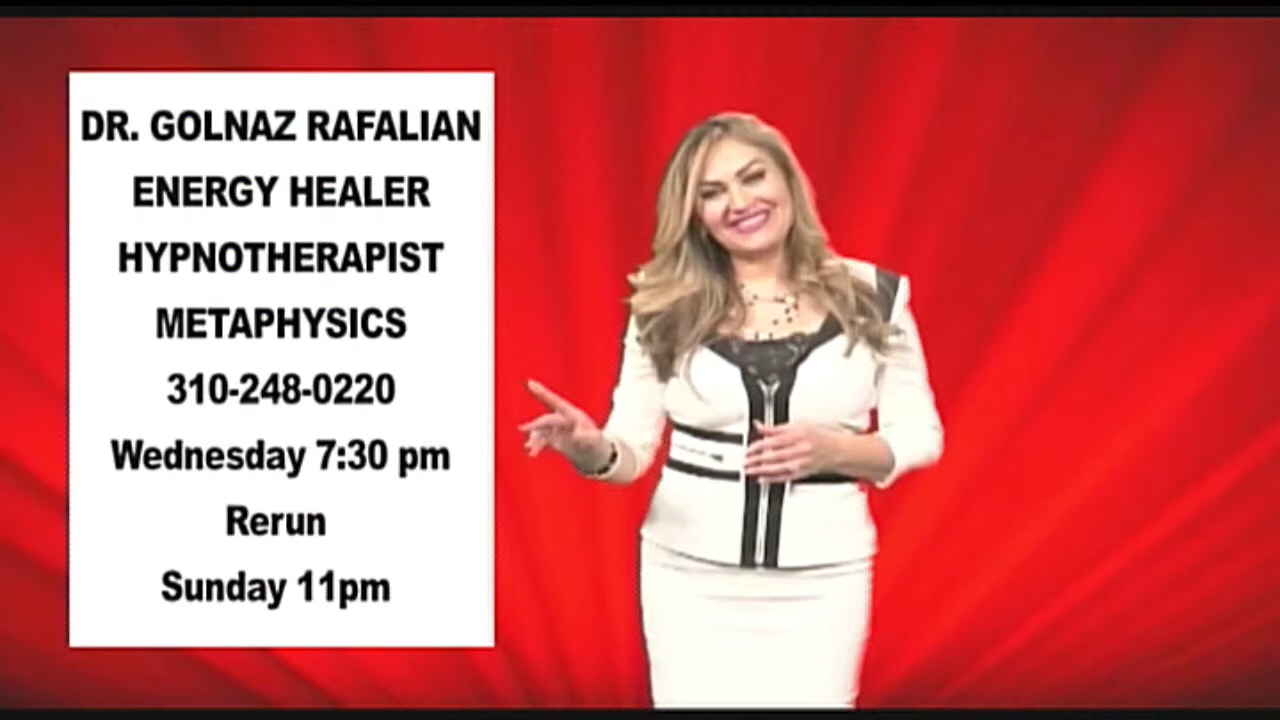 DR. GOLNAZ RAFALIAN
ENERGY HEALER
HYPNOTHERAPIST
METAPHYSICS
310-248-0220
Wednesday 7:30 pm
Rerun
Sunday 11pm